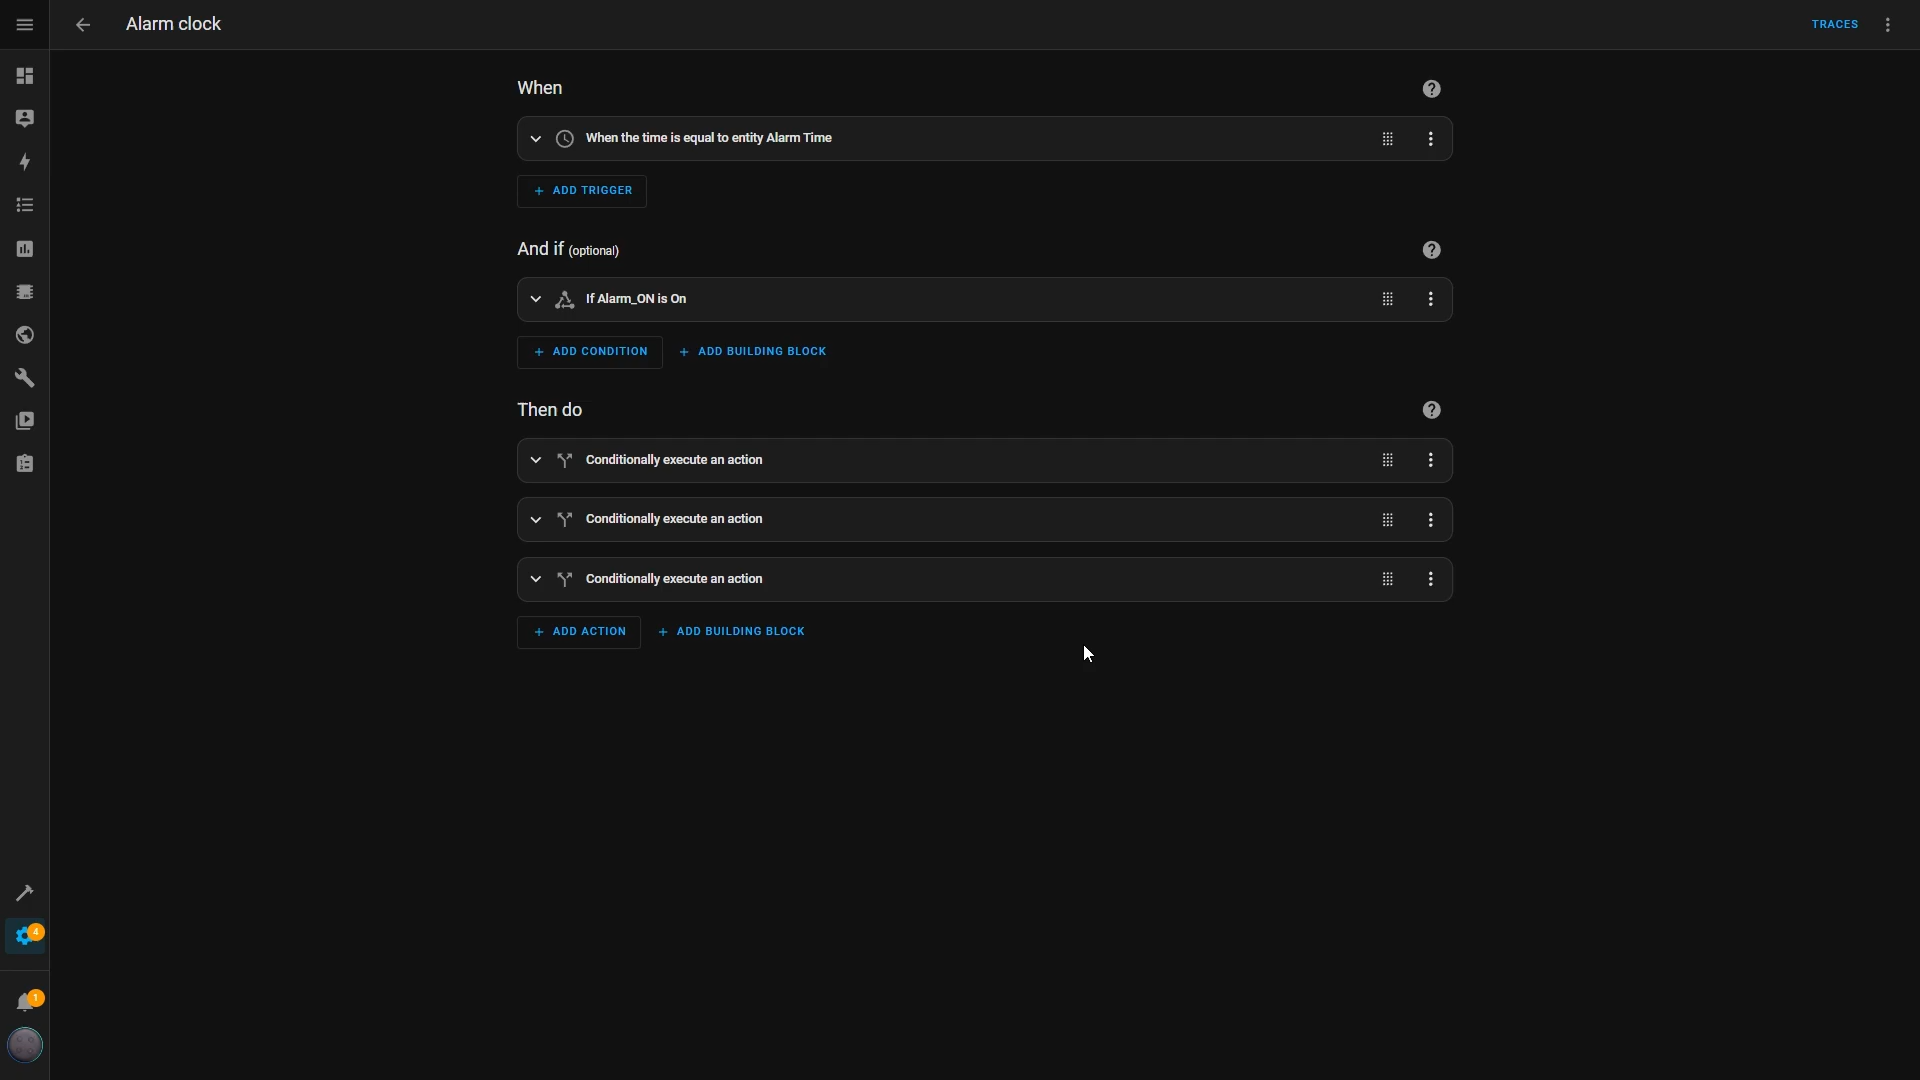 Alarm clock
TRACES
When
When the time is equal to entity Alarm Time
ADD TRIGGER
And if (optional)
If Alarm_ON is On
ADD CONDITION
ADD BUILDING BLOCK
Then do
Conditionally execute an action
Conditionally execute an action
Conditionally execute an action
ADD ACTION
ADD BUILDING BLOCK
4
1